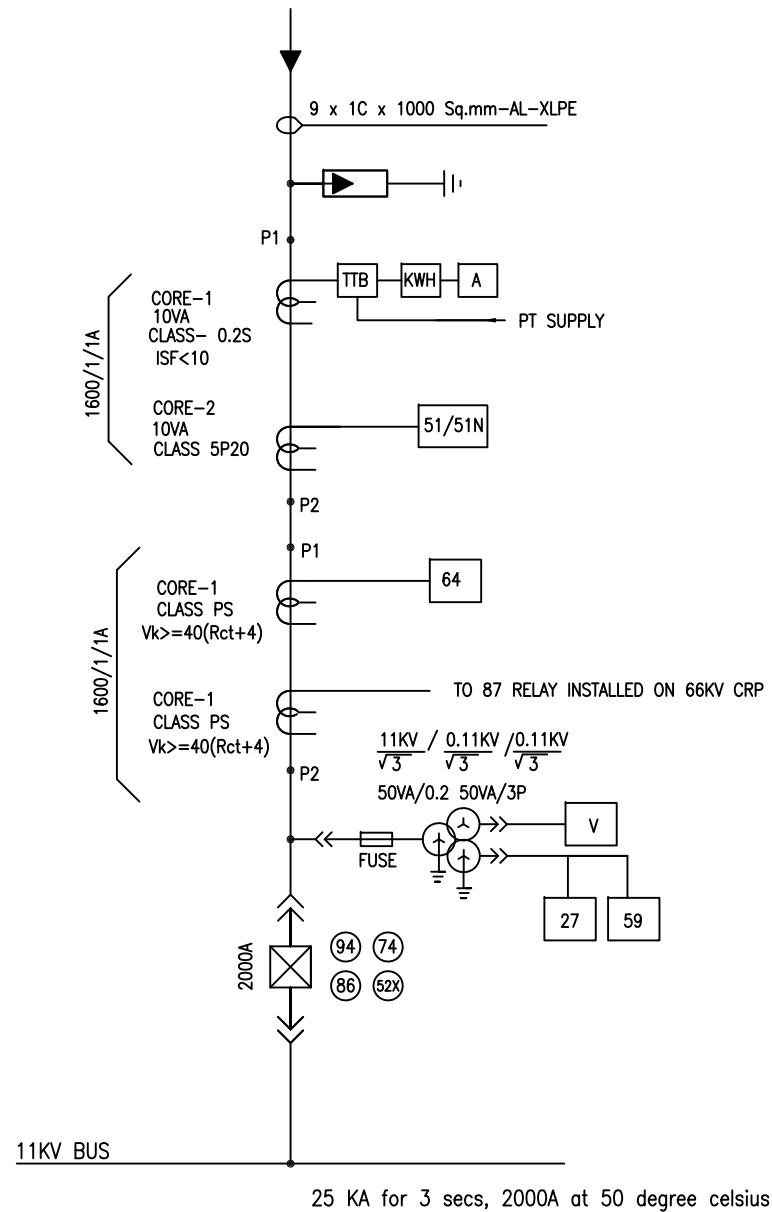 9 x 1C x 1000 Sq.mm-AL-XLPE
P1
TTB
KWH
A
PT SUPPLY
1600/1/1A
CORE-1
10VA
CLASS- 0.2S
ISF<10
CORE-2
10VA
CLASS 5P20
51/51N
P2
P1
1600/1/1A
CORE-1
CLASS PS
Vk>=40(Rct+4)
64
CORE-1
CLASS PS
Vk>=40(Rct+4)
TO 87 RELAY INSTALLED ON 66KV CRP
P2
11KV / 0.11KV / 0.11KV
√3 √3 √3
50VA/0.2 50VA/3P
FUSE
V
27
59
2000A
94
74
86
52X
11KV BUS
25 KA for 3 secs, 2000A at 50 degree celsius